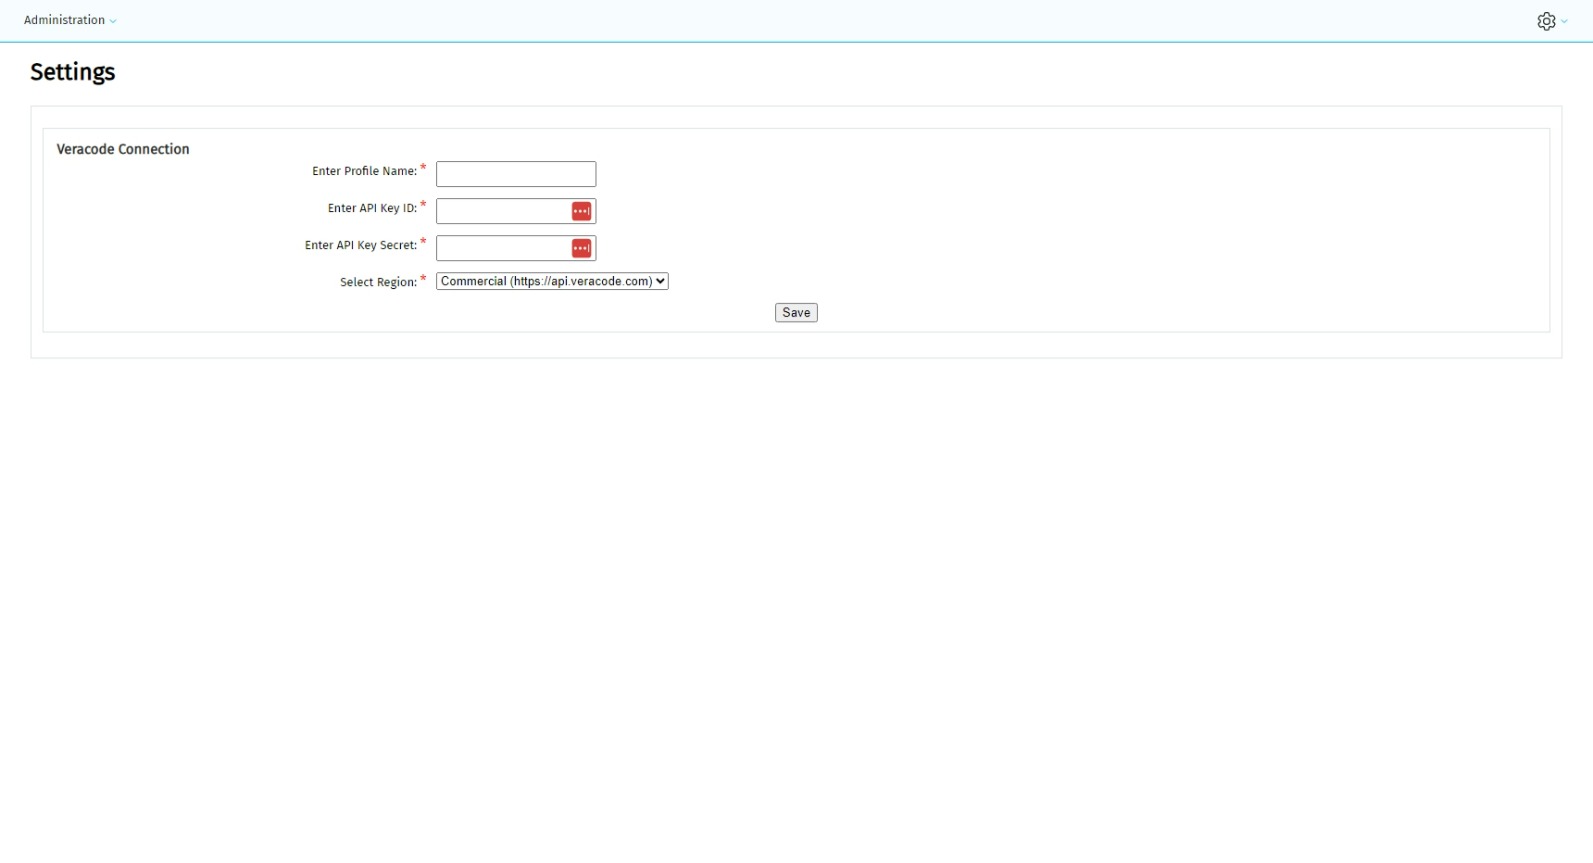 Administration
Settings
Veracode Connection
Enter Profile Name: *
Enter API Key ID: *
Enter API Key Secret: *
Select Region: * Commercial (https://api.veracode.com)
Save